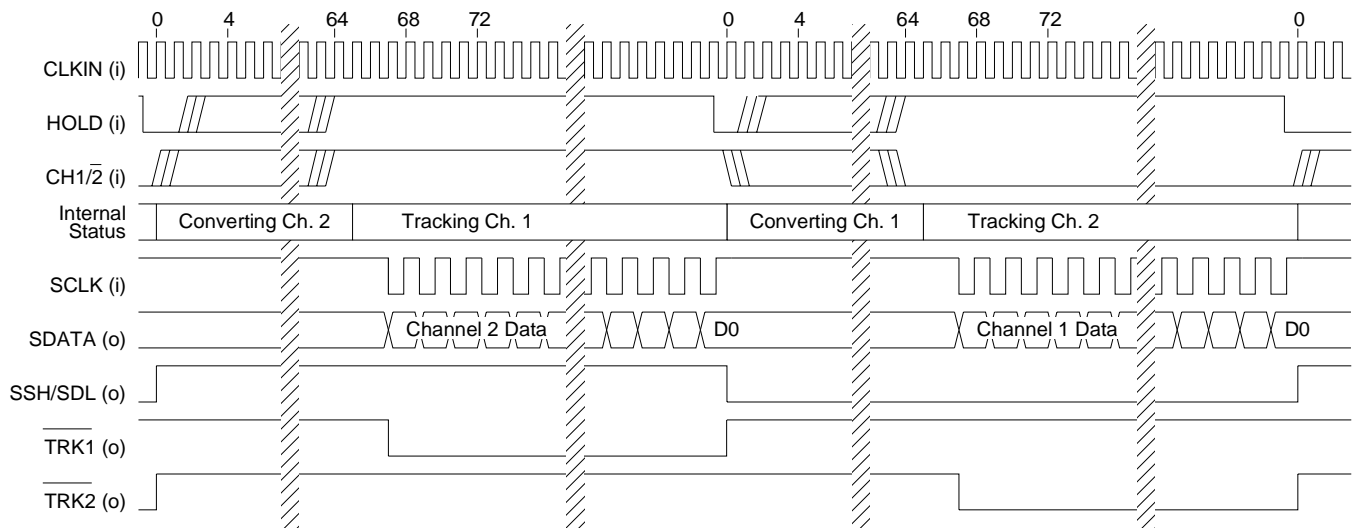 0 4 64 68 72 0 4 64 68 72 0
CLKIN (i)
HOLD (i)
CH1/2̅ (i)
Internal
Status
Converting Ch. 2 Tracking Ch. 1 Converting Ch. 1 Tracking Ch. 2
SCLK (i)
SDATA (o) Channel 2 Data D0 Channel 1 Data D0
SSH/SDL (o)
T̅R̅K̅1̅ (o)
T̅R̅K̅2̅ (o)